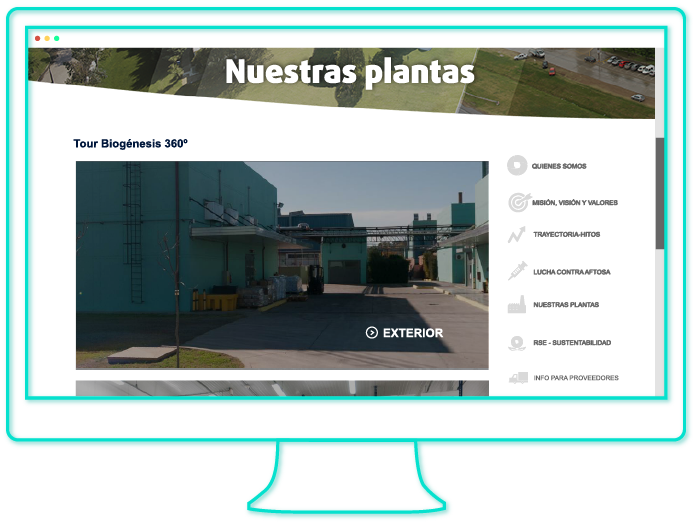 Nuestras plantas
Tour Biogénesis 360º
EXTERIOR
QUIENES SOMOS
MISIÓN, VISIÓN Y VALORES
TRAYECTORIA-HITOS
LUCHA CONTRA AFTOSA
NUESTRAS PLANTAS
RSE - SUSTENTABILIDAD
INFO PARA PROVEEDORES